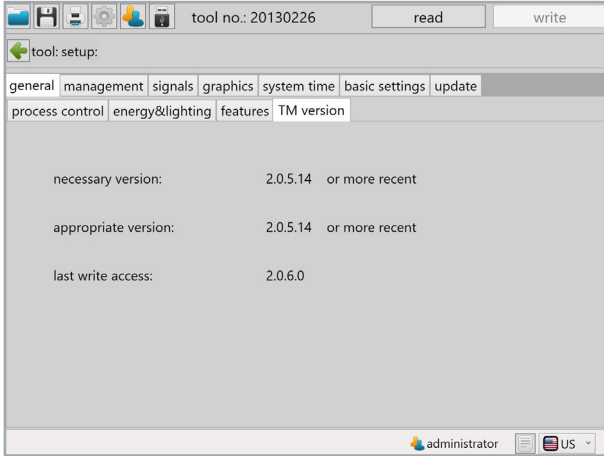 tool no.: 20130226 read write
tool: setup:
general management signals graphics system time basic settings update
process control energy&lighting features TM version
necessary version: 2.0.5.14 or more recent
appropriate version: 2.0.5.14 or more recent
last write access: 2.0.6.0
administrator US